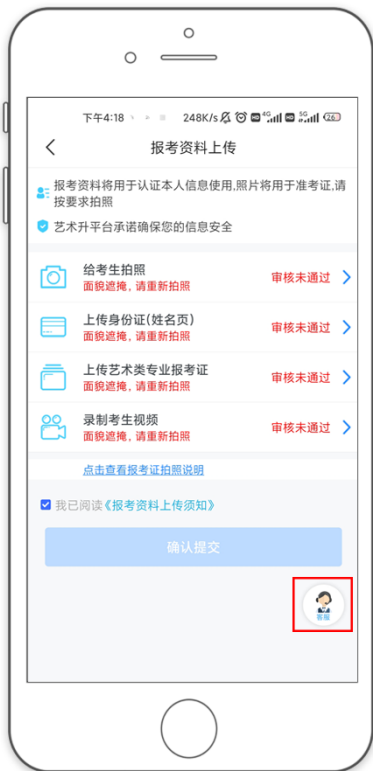 下午4:18
248K/s
4G
5G
26
报考资料上传
报考资料将用于认证本人信息使用,照片将用于准考证,请
按要求拍照
艺术升平台承诺确保您的信息安全
给考生拍照
面貌遮掩, 请重新拍照
审核未通过
上传身份证(姓名页)
面貌遮掩, 请重新拍照
审核未通过
上传艺术类专业报考证
面貌遮掩, 请重新拍照
审核未通过
录制考生视频
面貌遮掩, 请重新拍照
审核未通过
点击查看报考证拍照说明
我已阅读《报考资料上传须知》
确认提交
客服